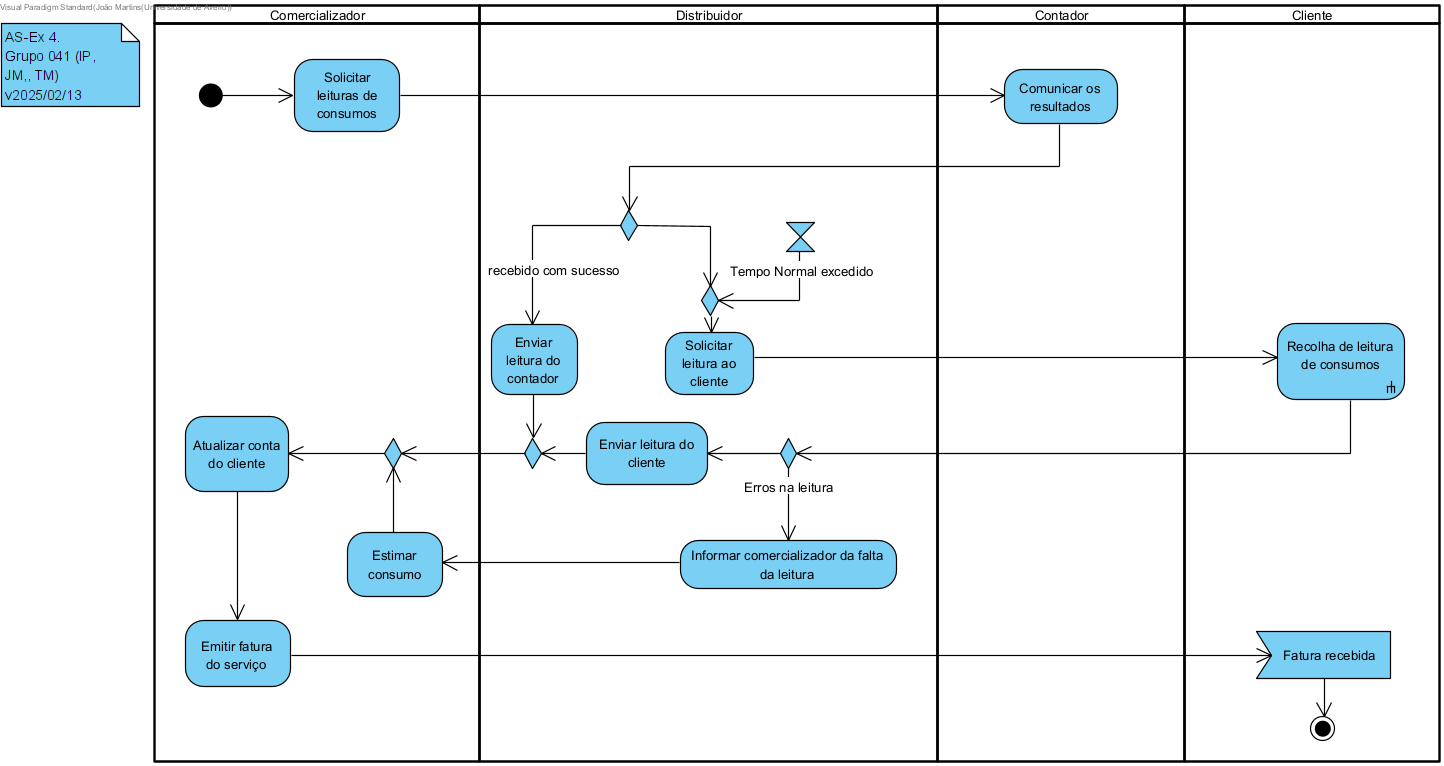 Visual Paradigm Standard(João Martins(Universidade de Aveiro))
Comercializador
Distribuidor
Contador
Cliente
AS-Ex 4.
Grupo 041 (IP,
JM,, TM)
v2025/02/13
Solicitar
leituras de
consumos
Comunicar os
resultados
recebido com sucesso
Tempo Normal excedido
Enviar
leitura do
contador
Solicitar
leitura ao
cliente
Recolha de leitura
de consumos
Atualizar conta
do cliente
Enviar leitura do
cliente
Erros na leitura
Estimar
consumo
Informar comercializador da falta
da leitura
Emitir fatura
do serviço
Fatura recebida